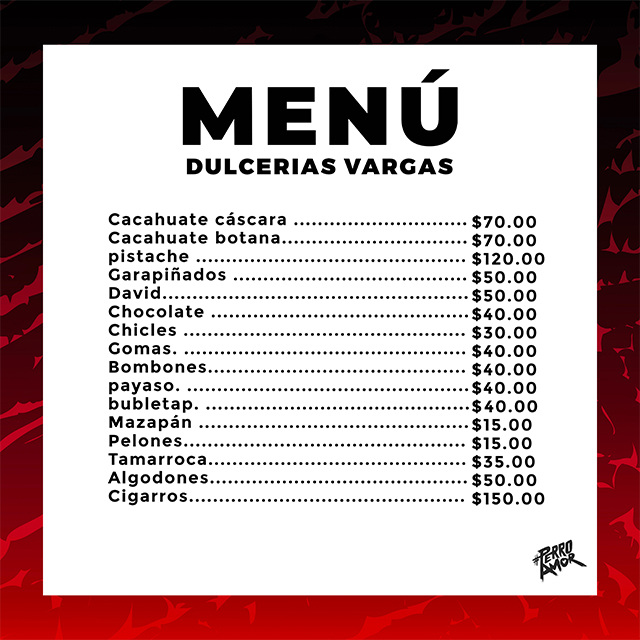 MENÚ
DULCERIAS VARGAS
Cacahuate cáscara ........................... $70.00
Cacahuate botana............................. $70.00
pistache .......................................... $120.00
Garapiñados .................................... $50.00
David............................................... $50.00
Chocolate ........................................ $40.00
Chicles ............................................ $30.00
Gomas. ............................................ $40.00
Bombones........................................ $40.00
payaso. ........................................... $40.00
bubletap. ......................................... $40.00
Mazapán .......................................... $15.00
Pelones............................................ $15.00
Tamarroca........................................ $35.00
Algodones........................................ $50.00
Cigarros........................................... $150.00
#PERRO
AMOR